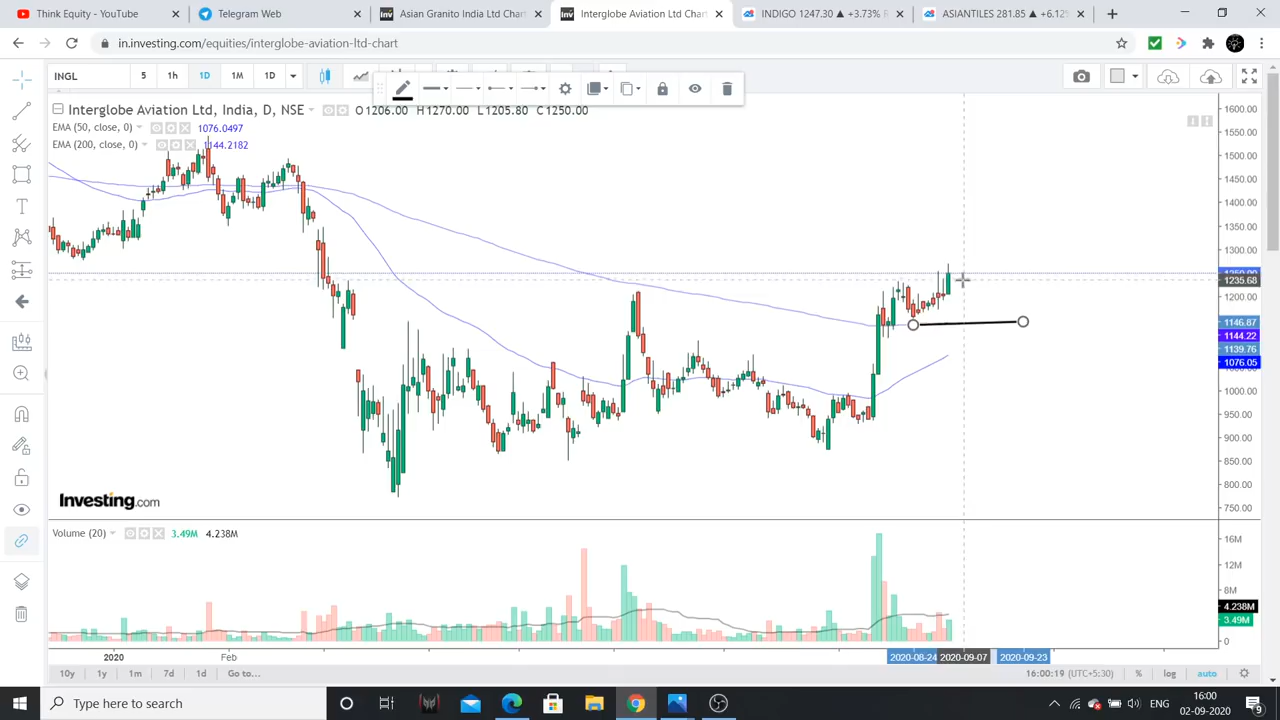 Think Equity - YouTube
Telegram Web
Asian Granito India Ltd Chart
Interglobe Aviation Ltd Chart
INDIGO 1247.30 ▲ +3.73%
ASIANTILES 281.85 ▲ +6.12%
in.investing.com/equities/interglobe-aviation-ltd-chart
INGL
5
1h
1D
1M
1D
Interglobe Aviation Ltd, India, D, NSE
O1206.00 H1270.00 L1205.80 C1250.00
EMA (50, close, 0) 1076.0497
EMA (200, close, 0) 1144.2182
1600.00
1550.00
1500.00
1450.00
1400.00
1350.00
1300.00
1250.00
1235.68
1200.00
1146.87
1144.22
1139.76
1076.05
1000.00
950.00
900.00
850.00
800.00
750.00
Investing.com
Volume (20) 3.49M 4.238M
16M
12M
8M
4.238M
3.49M
0
2020
Feb
2020-08-24
2020-09-07
2020-09-23
10y 1y 1m 7d 1d Go to...
16:00:19 (UTC+5:30) % log auto
Type here to search
ENG
16:00
02-09-2020
9